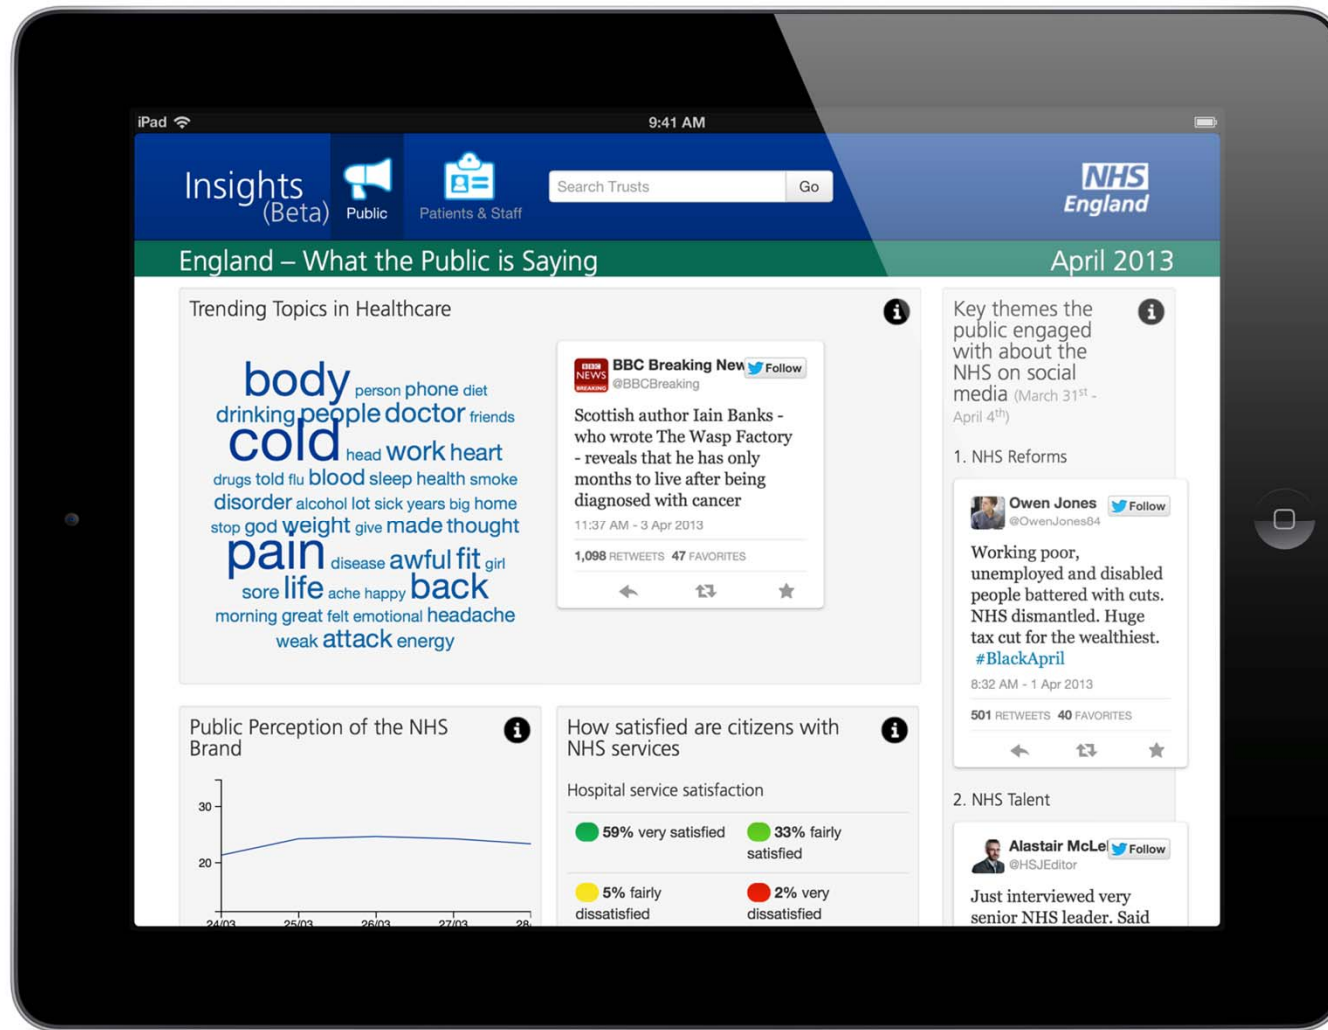 iPad
9:41 AM
Insights
(Beta)
Public
Patients & Staff
Search Trusts
Go
NHS
England
England – What the Public is Saying
April 2013
Trending Topics in Healthcare
body person phone diet
drinking people doctor friends
cold head work heart
drugs told flu blood sleep health smoke
disorder alcohol lot sick years big home
stop god weight give made thought
pain disease awful fit girl
sore life ache happy back
morning great felt emotional headache
weak attack energy
BBC
NEWS
BREAKING
BBC Breaking New
Follow
@BBCBreaking
Scottish author Iain Banks -
who wrote The Wasp Factory
- reveals that he has only
months to live after being
diagnosed with cancer
11:37 AM - 3 Apr 2013
1,098 RETWEETS 47 FAVORITES
Key themes the
public engaged
with about the
NHS on social
media (March 31st -
April 4th)
1. NHS Reforms
Owen Jones
Follow
@OwenJones84
Working poor,
unemployed and disabled
people battered with cuts.
NHS dismantled. Huge
tax cut for the wealthiest.
#BlackApril
8:32 AM - 1 Apr 2013
501 RETWEETS 40 FAVORITES
2. NHS Talent
Alastair McLel
Follow
@HSJEditor
Just interviewed very
senior NHS leader. Said
Public Perception of the NHS
Brand
30
20
24/03 25/03 26/03 27/03 28
How satisfied are citizens with
NHS services
Hospital service satisfaction
59% very satisfied
33% fairly
satisfied
5% fairly
dissatisfied
2% very
dissatisfied